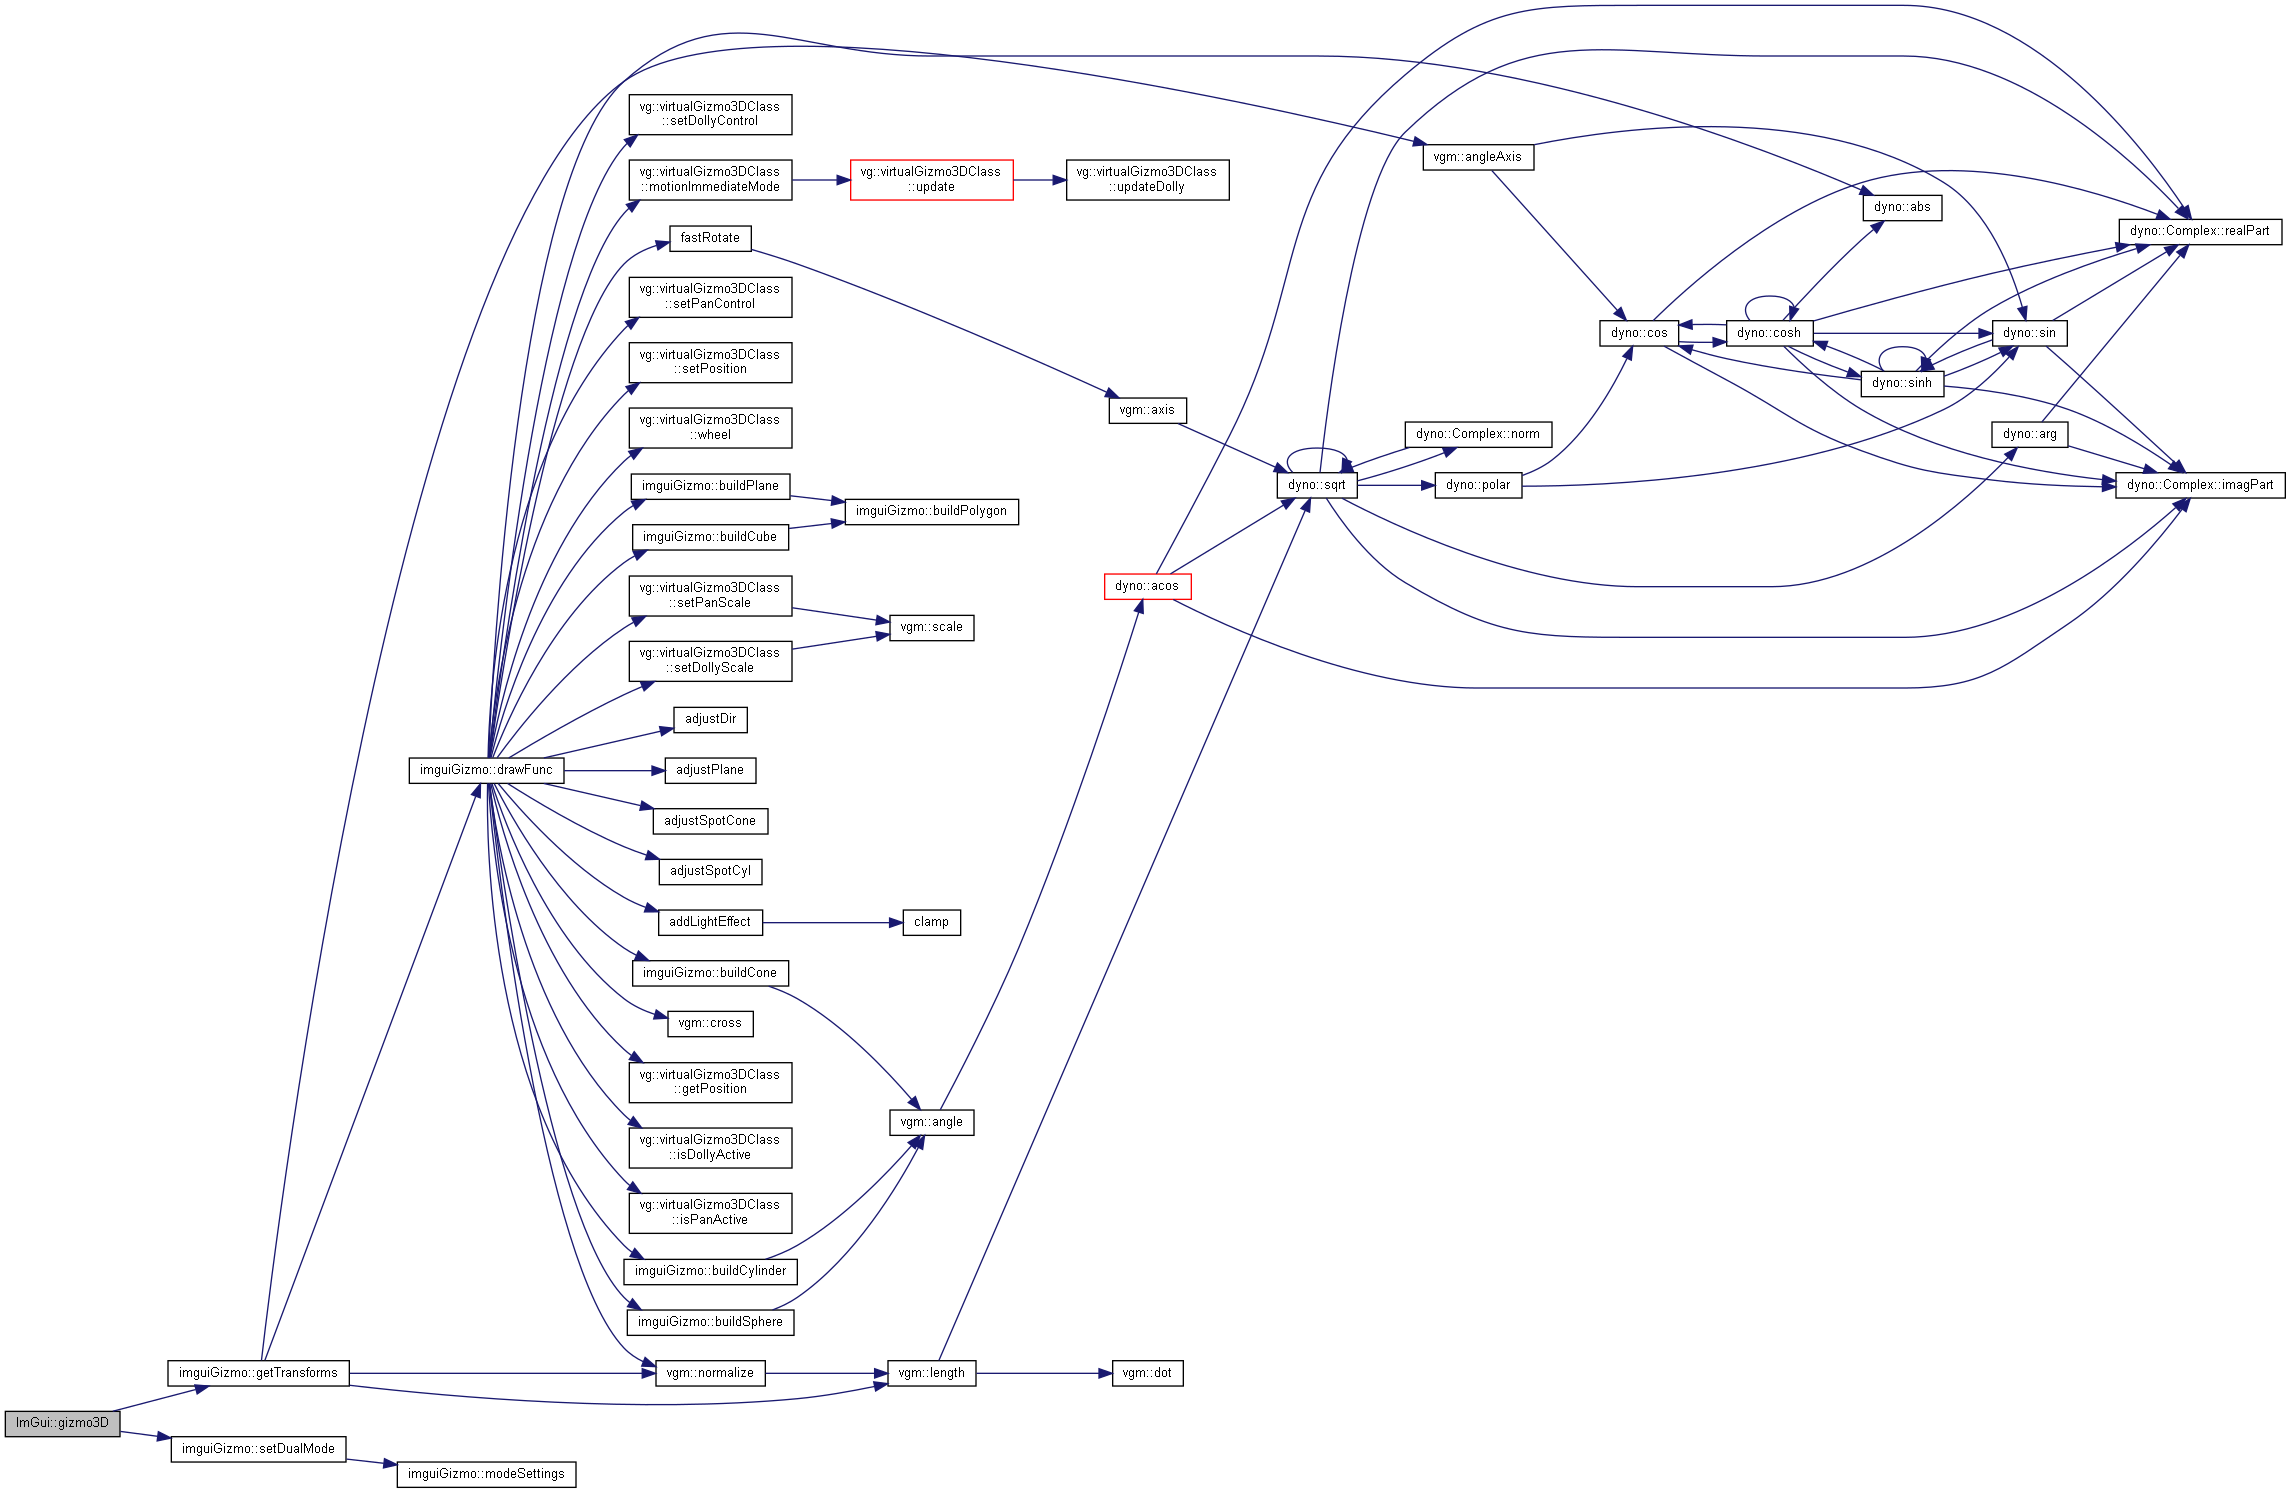 vg::virtualGizmo3DClass
::setDollyControl
vg::virtualGizmo3DClass
::motionImmediateMode
vg::virtualGizmo3DClass
::update
vg::virtualGizmo3DClass
::updateDolly
vgm::angleAxis
dyno::abs
dyno::Complex::realPart
fastRotate
vg::virtualGizmo3DClass
::setPanControl
dyno::cos
dyno::cosh
dyno::sin
vg::virtualGizmo3DClass
::setPosition
dyno::sinh
vgm::axis
vg::virtualGizmo3DClass
::wheel
dyno::Complex::norm
dyno::arg
imguiGizmo::buildPlane
dyno::sqrt
dyno::polar
dyno::Complex::imagPart
imguiGizmo::buildPolygon
imguiGizmo::buildCube
dyno::acos
vg::virtualGizmo3DClass
::setPanScale
vgm::scale
vg::virtualGizmo3DClass
::setDollyScale
adjustDir
imguiGizmo::drawFunc
adjustPlane
adjustSpotCone
adjustSpotCyl
addLightEffect
clamp
imguiGizmo::buildCone
vgm::cross
vg::virtualGizmo3DClass
::getPosition
vgm::angle
vg::virtualGizmo3DClass
::isDollyActive
vg::virtualGizmo3DClass
::isPanActive
imguiGizmo::buildCylinder
imguiGizmo::buildSphere
imguiGizmo::getTransforms
vgm::normalize
vgm::length
vgm::dot
ImGui::gizmo3D
imguiGizmo::setDualMode
imguiGizmo::modeSettings